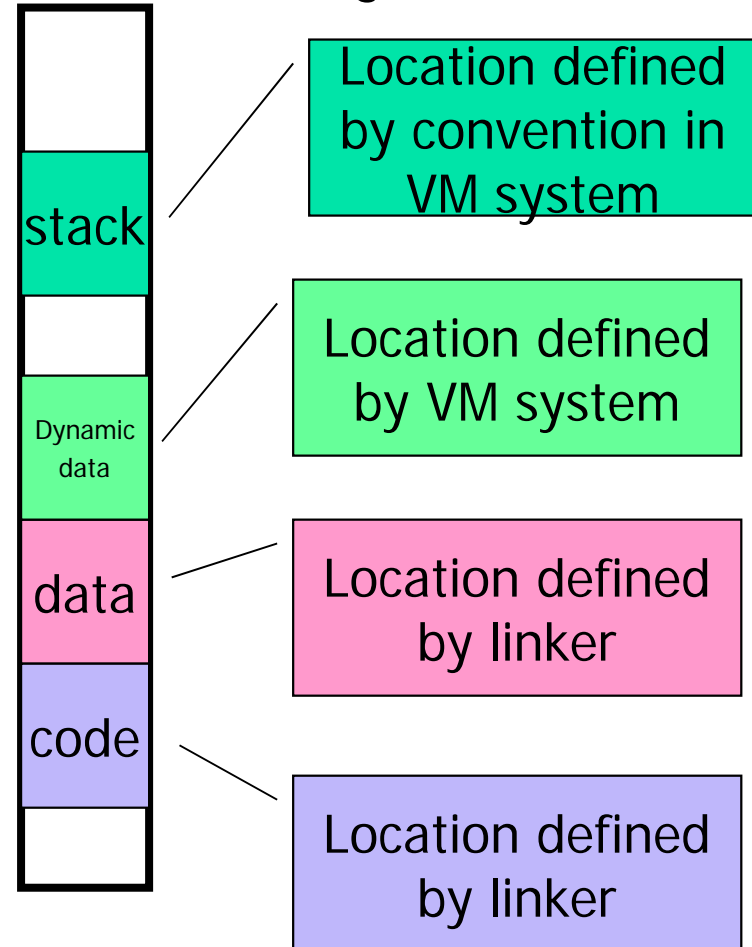 stack
Location defined
by convention in
VM system
Dynamic
data
Location defined
by VM system
data
Location defined
by linker
code
Location defined
by linker